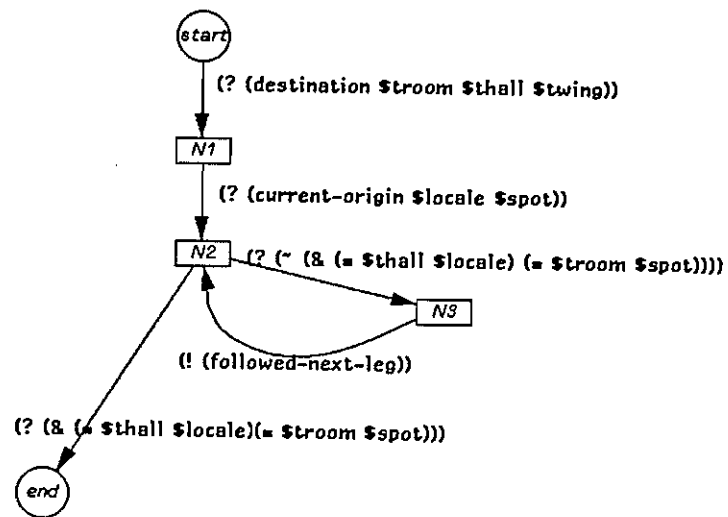 start
(? (destination $troom $thall $twing))
N1
(? (current-origin $locale $spot))
N2
(? (~ (& (= $thall $locale) (= $troom $spot))))
N3
(! (followed-next-leg))
(? (& (= $thall $locale)(= $troom $spot)))
end